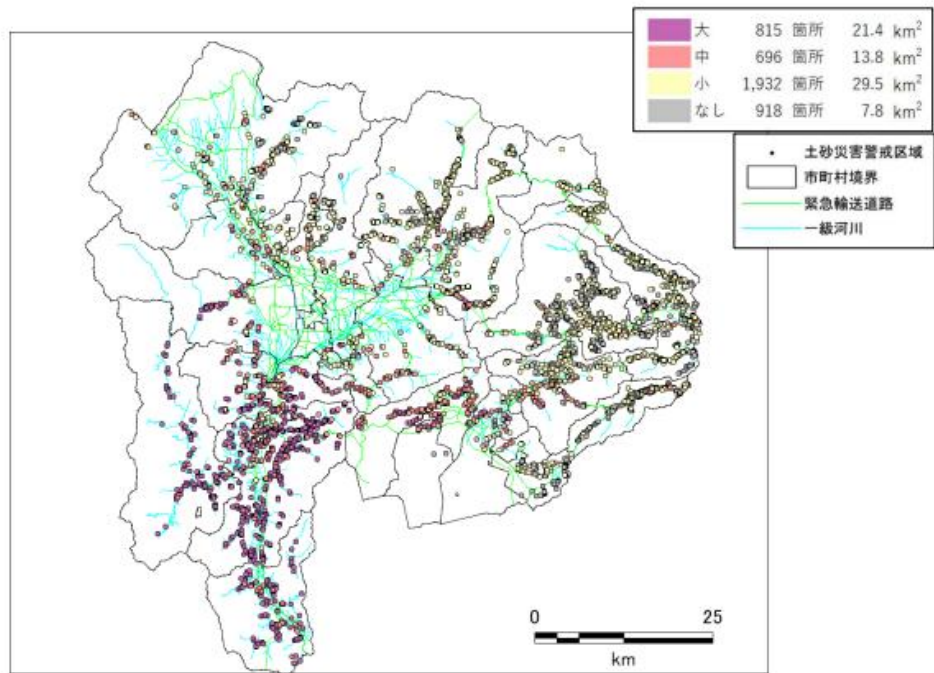 大 815 箇所 21.4 km²
中 696 箇所 13.8 km²
小 1,932 箇所 29.5 km²
なし 918 箇所 7.8 km²
土砂災害警戒区域
市町村境界
緊急輸送道路
一級河川
0 25
km